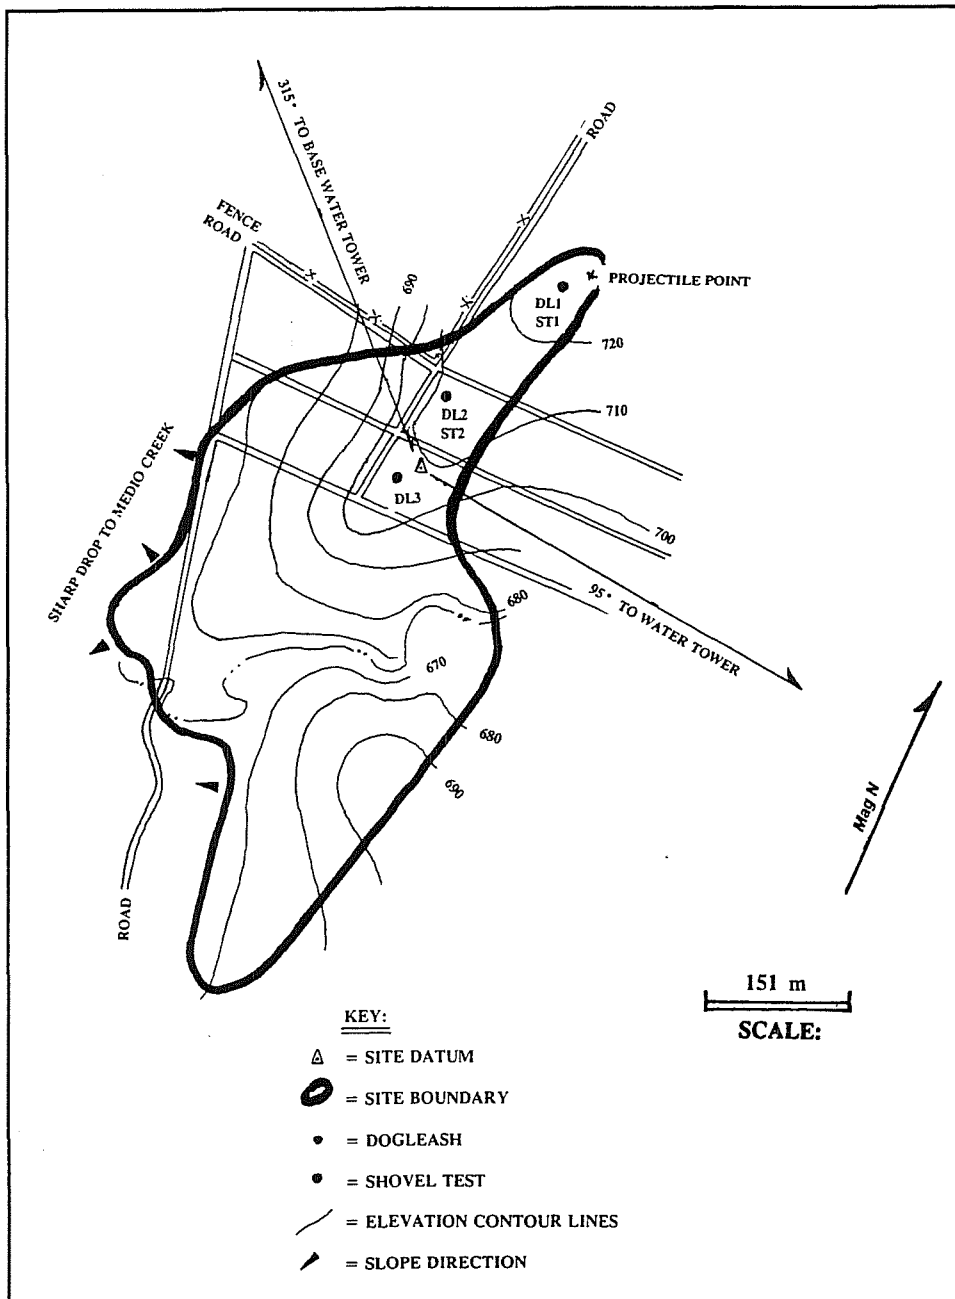 315° TO BASE WATER TOWER
ROAD
FENCE
ROAD
690
PROJECTILE POINT
DL1
ST1
720
DL2
ST2
710
SHARP DROP TO MEDIO CREEK
DL3
700
680
95° TO WATER TOWER
670
680
690
Mag N
ROAD
151 m
SCALE:
KEY:
= SITE DATUM
= SITE BOUNDARY
= DOGLEASH
= SHOVEL TEST
= ELEVATION CONTOUR LINES
= SLOPE DIRECTION